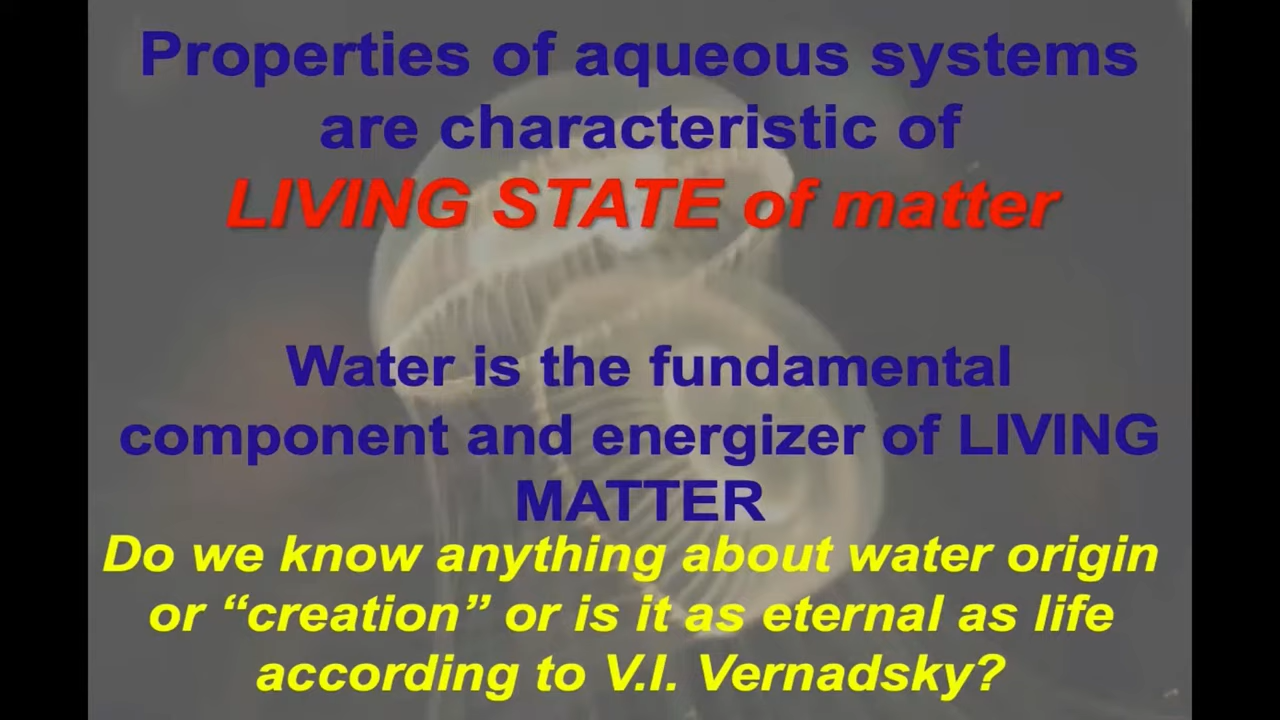 Properties of aqueous systems
are characteristic of
LIVING STATE of matter
Water is the fundamental
component and energizer of LIVING
MATTER
Do we know anything about water origin
or “creation” or is it as eternal as life
according to V.I. Vernadsky?